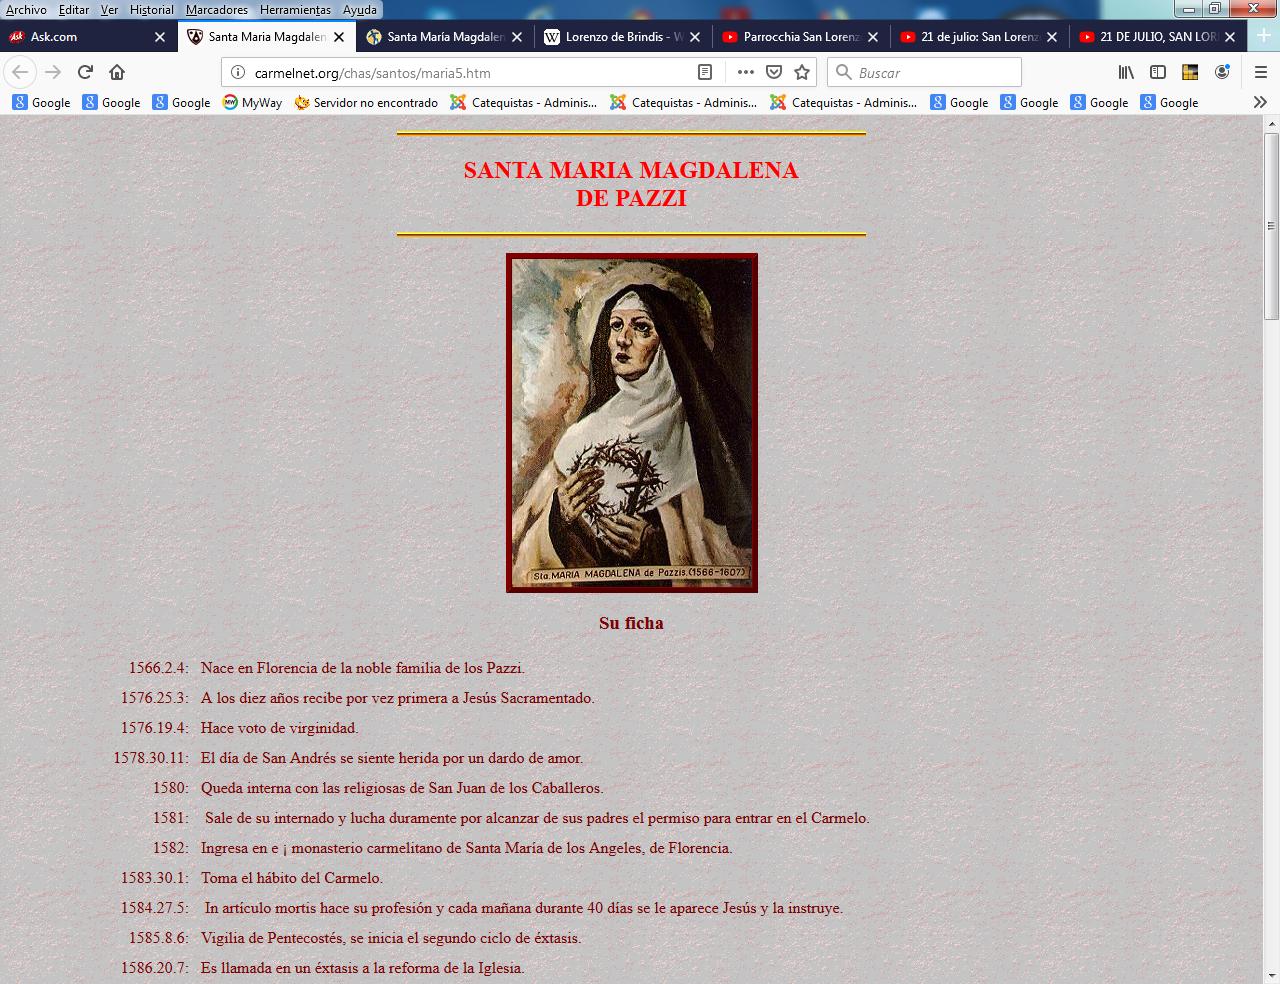 Archivo Editar Ver Historial Marcadores Herramientas Ayuda
Ask.com
Santa Maria Magdalen
Santa María Magdalen
Lorenzo de Brindis - W
Parrocchia San Lorenz
21 de julio: San Lorenz
21 DE JULIO, SAN LOR
carmelnet.org/chas/santos/maria5.htm
Buscar
Google Google Google MyWay Servidor no encontrado Catequistas - Adminis... Catequistas - Adminis... Catequistas - Adminis... Google Google Google Google
SANTA MARIA MAGDALENA
DE PAZZI
Sta. MARIA MAGDALENA de Pazzis.(1566-1607)
Su ficha
1566.2.4: Nace en Florencia de la noble familia de los Pazzi.
1576.25.3: A los diez años recibe por vez primera a Jesús Sacramentado.
1576.19.4: Hace voto de virginidad.
1578.30.11: El día de San Andrés se siente herida por un dardo de amor.
1580: Queda interna con las religiosas de San Juan de los Caballeros.
1581: Sale de su internado y lucha duramente por alcanzar de sus padres el permiso para entrar en el Carmelo.
1582: Ingresa en e ¡ monasterio carmelitano de Santa María de los Angeles, de Florencia.
1583.30.1: Toma el hábito del Carmelo.
1584.27.5: In artículo mortis hace su profesión y cada mañana durante 40 días se le aparece Jesús y la instruye.
1585.8.6: Vigilia de Pentecostés, se inicia el segundo ciclo de éxtasis.
1586.20.7: Es llamada en un éxtasis a la reforma de la Iglesia.